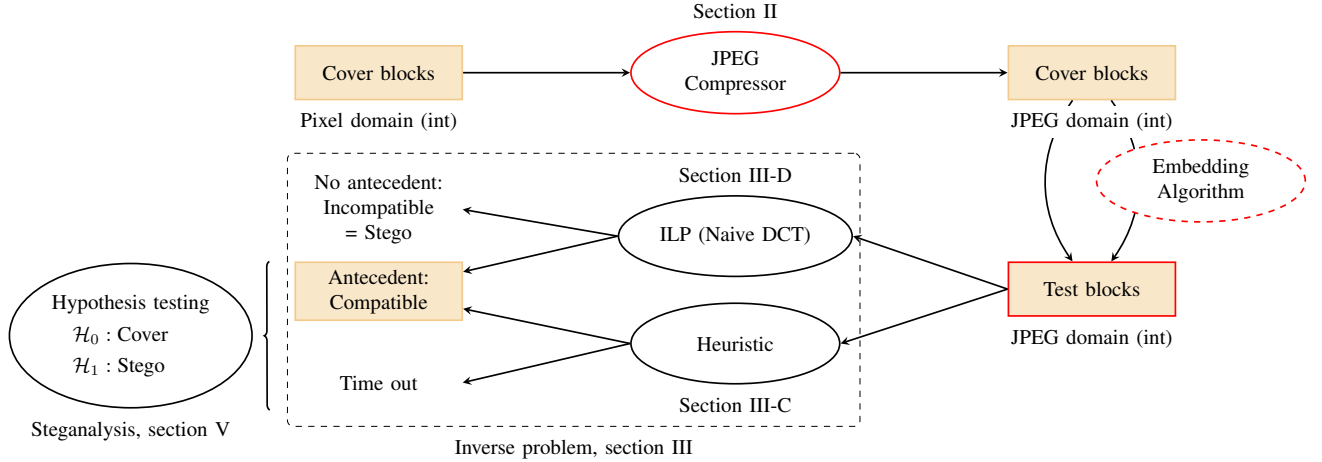 Section II
Cover blocks
JPEG
Compressor
Cover blocks
Pixel domain (int)
JPEG domain (int)
Embedding
Algorithm
No antecedent:
Incompatible
= Stego
Section III-D
ILP (Naive DCT)
Antecedent:
Compatible
Test blocks
JPEG domain (int)
Hypothesis testing
ℋ₀ : Cover
ℋ₁ : Stego
Heuristic
Time out
Section III-C
Steganalysis, section V
Inverse problem, section III